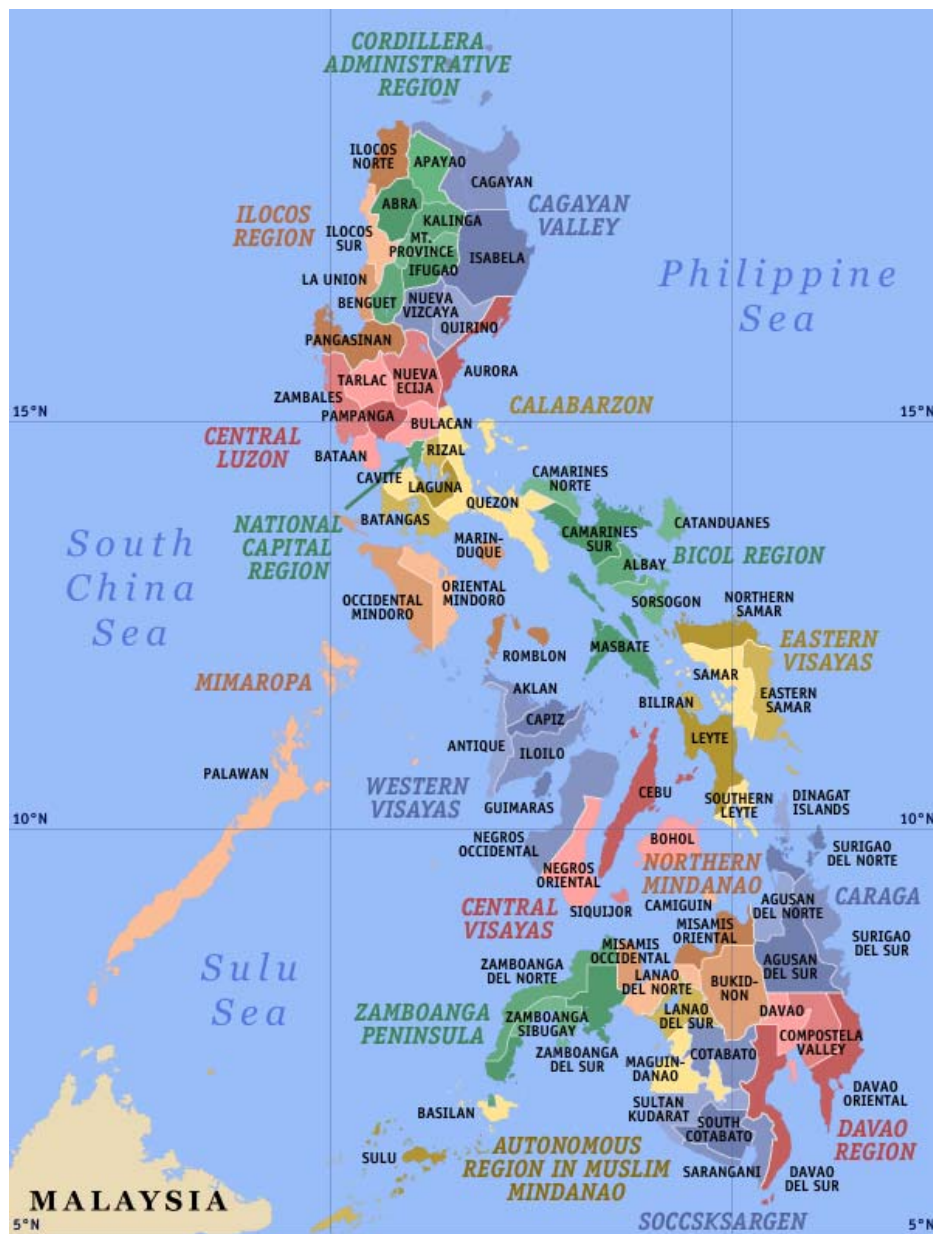 CORDILLERA
ADMINISTRATIVE
REGION
ILOCOS
NORTE
APAYAO
CAGAYAN
ABRA
CAGAYAN
VALLEY
ILOCOS
REGION
KALINGA
ILOCOS
SUR
MT.
PROVINCE
ISABELA
IFUGAO
LA UNION
Philippine
Sea
BENGUET
NUEVA
VIZCAYA
QUIRINO
PANGASINAN
AURORA
TARLAC
NUEVA
ECIJA
ZAMBALES
CALABARZON
15°N
15°N
PAMPANGA
BULACAN
CENTRAL
LUZON
BATAAN
RIZAL
CAVITE
LAGUNA
CAMARINES
NORTE
QUEZON
BATANGAS
NATIONAL
CAPITAL
REGION
CATANDUANES
CAMARINES
SUR
MARIN-
DUQUE
BICOL REGION
ALBAY
South
China
Sea
ORIENTAL
MINDORO
OCCIDENTAL
MINDORO
SORSOGON
NORTHERN
SAMAR
MASBATE
ROMBLON
EASTERN
VISAYAS
MIMAROPA
SAMAR
AKLAN
EASTERN
SAMAR
BILIRAN
CAPIZ
LEYTE
ANTIQUE
ILOILO
PALAWAN
WESTERN
VISAYAS
CEBU
GUIMARAS
SOUTHERN
LEYTE
DINAGAT
ISLANDS
10°N
10°N
NEGROS
OCCIDENTAL
BOHOL
SURIGAO
DEL NORTE
NORTHERN
MINDANAO
NEGROS
ORIENTAL
CARAGA
CENTRAL
VISAYAS
SIQUIJOR
CAMIGUIN
AGUSAN
DEL NORTE
MISAMIS
ORIENTAL
SURIGAO
DEL SUR
MISAMIS
OCCIDENTAL
AGUSAN
DEL SUR
Sulu
Sea
ZAMBOANGA
DEL NORTE
LANAO
DEL NORTE
BUKID-
NON
ZAMBOANGA
PENINSULA
ZAMBOANGA
SIBUGAY
LANAO
DEL SUR
DAVAO
COMPOSTELA
VALLEY
ZAMBOANGA
DEL SUR
COTABATO
MAGUIN-
DANAO
DAVAO
ORIENTAL
BASILAN
SULTAN
KUDARAT
SOUTH
COTABATO
DAVAO
REGION
SULU
AUTONOMOUS
REGION IN MUSLIM
MINDANAO
SARANGANI
DAVAO
DEL SUR
MALAYSIA
SOCCSKSARGEN
5°N
5°N